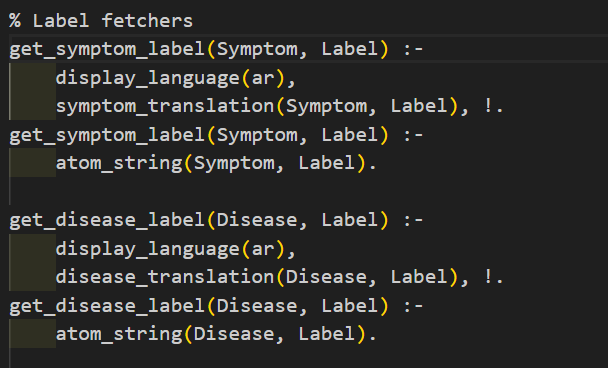 % Label fetchers
get_symptom_label(Symptom, Label) :-
    display_language(ar),
    symptom_translation(Symptom, Label), !.
get_symptom_label(Symptom, Label) :-
    atom_string(Symptom, Label).

get_disease_label(Disease, Label) :-
    display_language(ar),
    disease_translation(Disease, Label), !.
get_disease_label(Disease, Label) :-
    atom_string(Disease, Label).